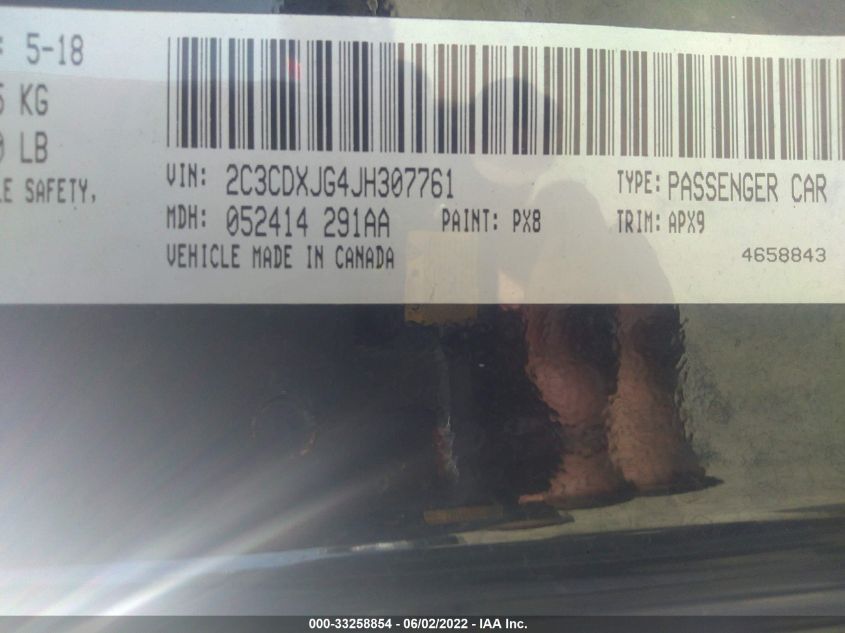 : 5-18
KG
LB
SAFETY,
VIN: 2C3CDXJG4JH307761 TYPE: PASSENGER CAR
MDH: 052414 291AA PAINT: PX8 TRIM: APX9
VEHICLE MADE IN CANADA 4658843
000-33258854 - 06/02/2022 - IAA Inc.